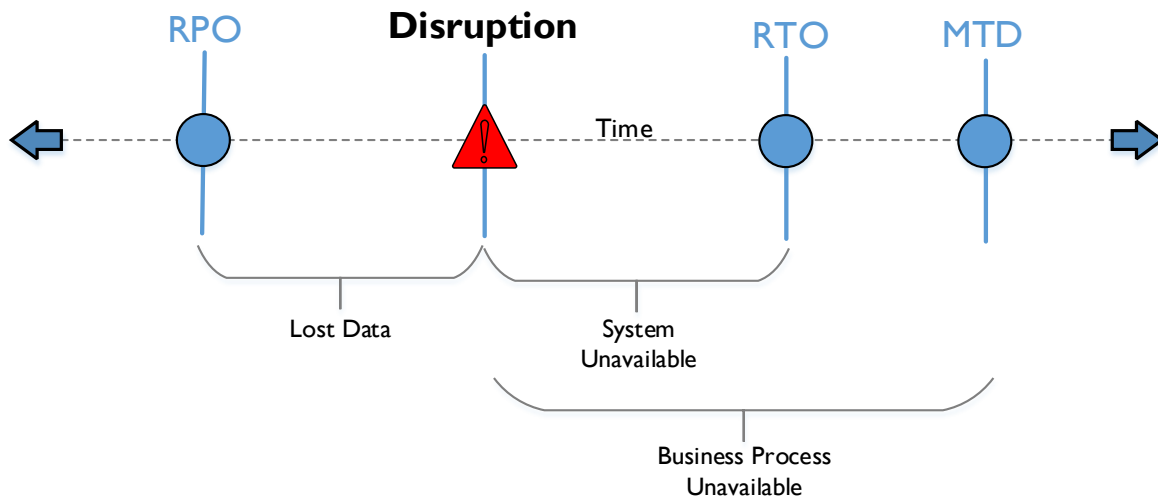 RPO
Disruption
RTO
MTD
Time
Lost Data
System
Unavailable
Business Process
Unavailable